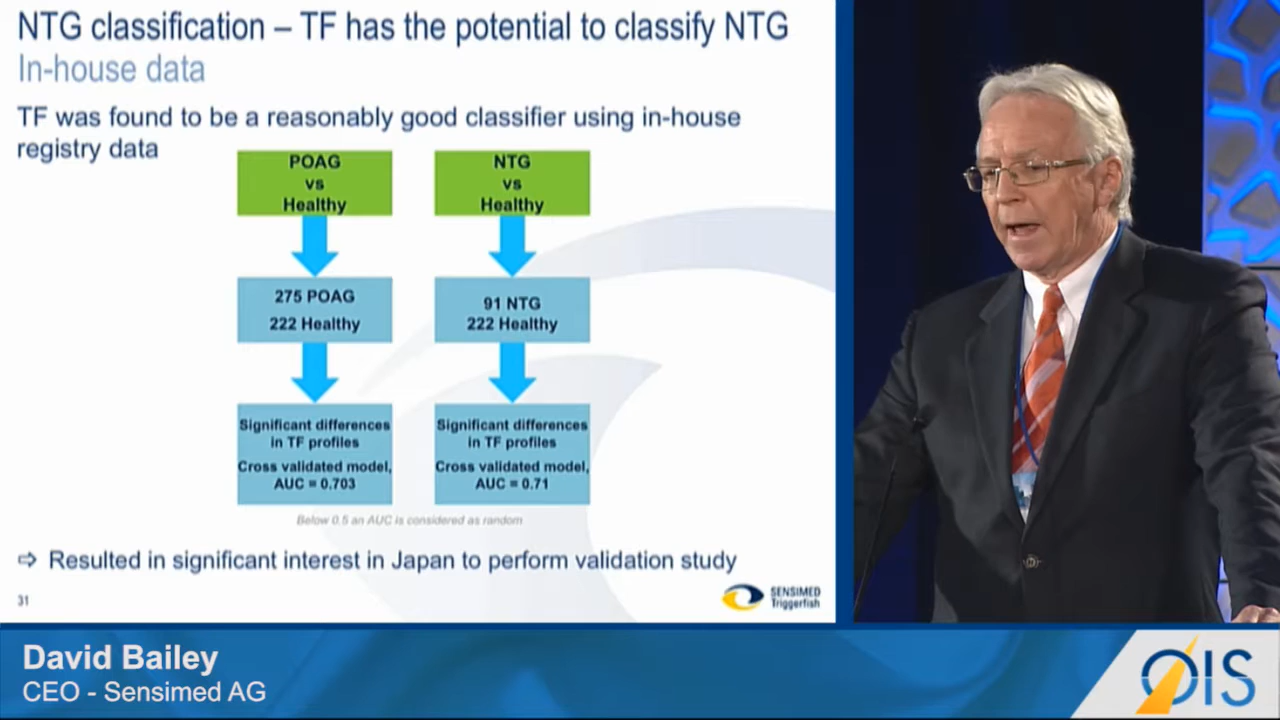 NTG classification – TF has the potential to classify NTG
In-house data
TF was found to be a reasonably good classifier using in-house
registry data
POAG
vs
Healthy
NTG
vs
Healthy
275 POAG
222 Healthy
91 NTG
222 Healthy
Significant differences
in TF profiles
Cross validated model,
AUC = 0.703
Significant differences
in TF profiles
Cross validated model,
AUC = 0.71
Below 0.5 an AUC is considered as random
⇨ Resulted in significant interest in Japan to perform validation study
31
SENSIMED
Triggerfish
David Bailey
CEO - Sensimed AG
OIS